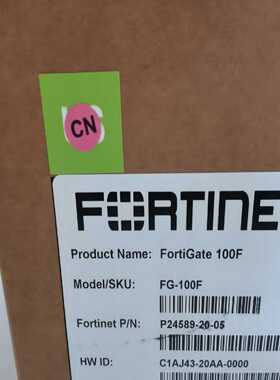 CN
FORTINE
Product Name: FortiGate 100F
Model/SKU: FG-100F
Fortinet P/N: P24589-20-05
HW ID: C1AJ43-20AA-0000